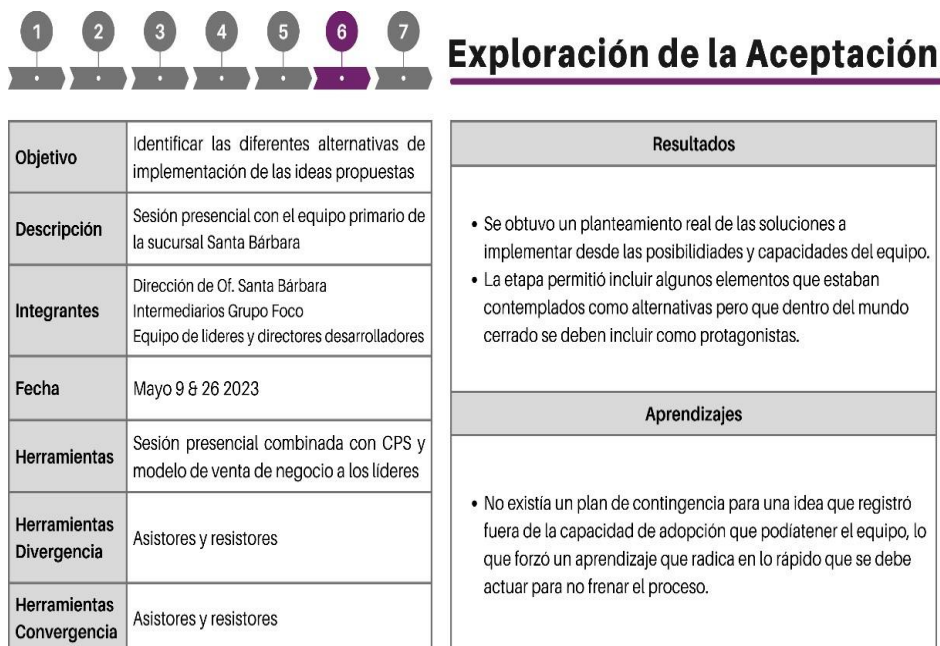 1 2 3 4 5 6 7
Exploración de la Aceptación
Objetivo
Identificar las diferentes alternativas de
implementación de las ideas propuestas
Descripción
Sesión presencial con el equipo primario de
la sucursal Santa Bárbara
Integrantes
Dirección de Of. Santa Bárbara
Intermediarios Grupo Foco
Equipo de lideres y directores desarrolladores
Fecha
Mayo 9 & 26 2023
Herramientas
Sesión presencial combinada con CPS y
modelo de venta de negocio a los líderes
Herramientas
Divergencia
Asistores y resistores
Herramientas
Convergencia
Asistores y resistores
Resultados
• Se obtuvo un planteamiento real de las soluciones a
implementar desde las posibilidiades y capacidades del equipo.
• La etapa permitió incluir algunos elementos que estaban
contemplados como alternativas pero que dentro del mundo
cerrado se deben incluir como protagonistas.
Aprendizajes
• No existía un plan de contingencia para una idea que registró
fuera de la capacidad de adopción que podíatener el equipo, lo
que forzó un aprendizaje que radica en lo rápido que se debe
actuar para no frenar el proceso.